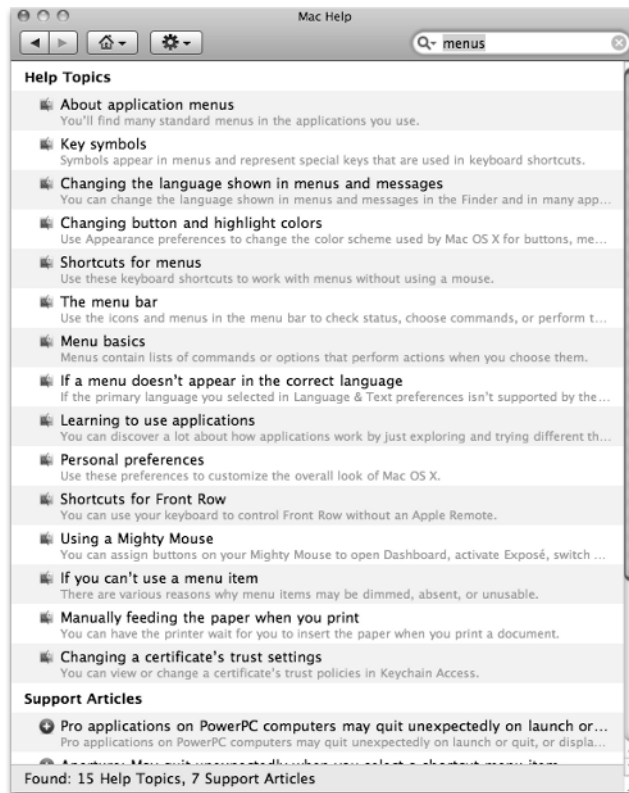 Mac Help
menus
Help Topics
About application menus
You'll find many standard menus in the applications you use.
Key symbols
Symbols appear in menus and represent special keys that are used in keyboard shortcuts.
Changing the language shown in menus and messages
You can change the language shown in menus and messages in the Finder and in many app...
Changing button and highlight colors
Use Appearance preferences to change the color scheme used by Mac OS X for buttons, me...
Shortcuts for menus
Use these keyboard shortcuts to work with menus without using a mouse.
The menu bar
Use the icons and menus in the menu bar to check status, choose commands, or perform t...
Menu basics
Menus contain lists of commands or options that perform actions when you choose them.
If a menu doesn't appear in the correct language
If the primary language you selected in Language & Text preferences isn't supported by the...
Learning to use applications
You can discover a lot about how applications work by just exploring and trying different th...
Personal preferences
Use these preferences to customize the overall look of Mac OS X.
Shortcuts for Front Row
You can use your keyboard to control Front Row without an Apple Remote.
Using a Mighty Mouse
You can assign buttons on your Mighty Mouse to open Dashboard, activate Exposé, switch ...
If you can't use a menu item
There are various reasons why menu items may be dimmed, absent, or unusable.
Manually feeding the paper when you print
You can have the printer wait for you to insert the paper when you print a document.
Changing a certificate's trust settings
You can view or change a certificate's trust policies in Keychain Access.
Support Articles
Pro applications on PowerPC computers may quit unexpectedly on launch or...
Pro applications on PowerPC computers may quit unexpectedly on launch or quit, or displa...
Aperture: May quit unexpectedly when you select a shortcut menu item
Found: 15 Help Topics, 7 Support Articles